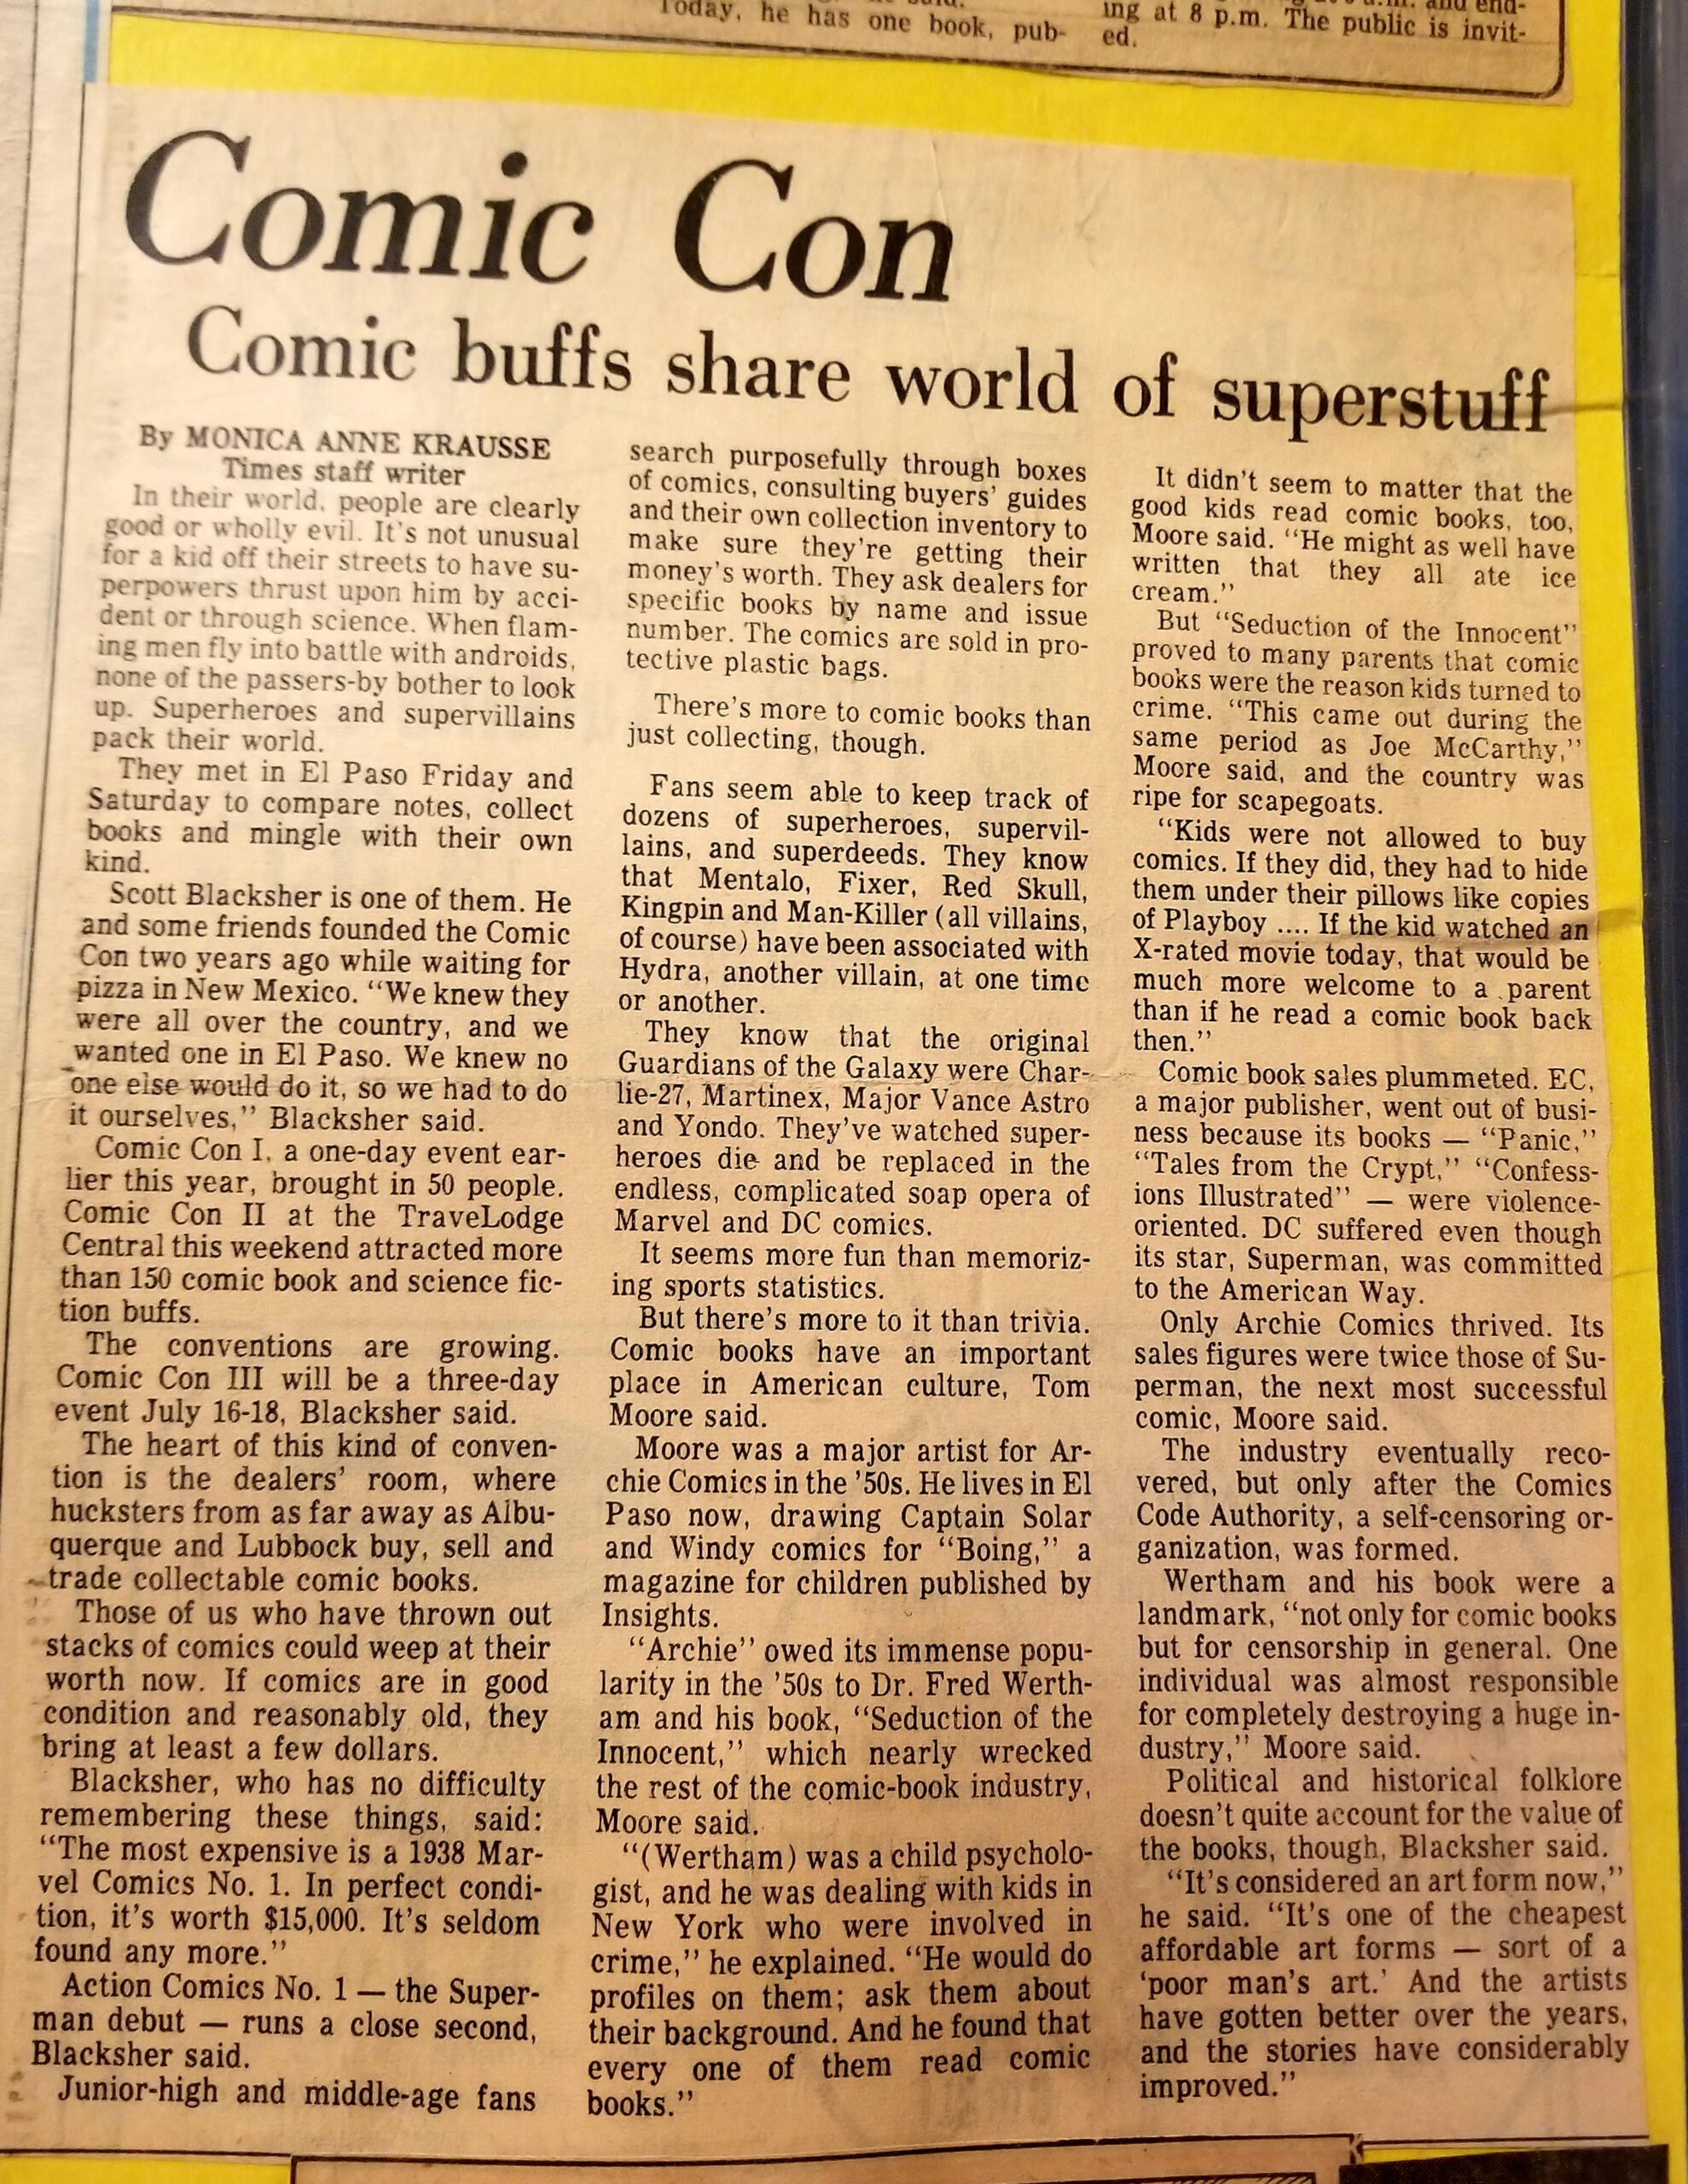 Today, he has one book, pub-
ing at 8 p.m. The public is invit-
ed.
Comic Con
Comic buffs share world of superstuff
By MONICA ANNE KRAUSSE
Times staff writer
In their world, people are clearly
good or wholly evil. It's not unusual
for a kid off their streets to have su-
perpowers thrust upon him by acci-
dent or through science. When flam-
ing men fly into battle with androids,
none of the passers-by bother to look
up. Superheroes and supervillains
pack their world.
They met in El Paso Friday and
Saturday to compare notes, collect
books and mingle with their own
kind.
Scott Blacksher is one of them. He
and some friends founded the Comic
Con two years ago while waiting for
pizza in New Mexico. "We knew they
were all over the country, and we
wanted one in El Paso. We knew no
one else would do it, so we had to do
it ourselves," Blacksher said.
Comic Con I, a one-day event ear-
lier this year, brought in 50 people.
Comic Con II at the TraveLodge
Central this weekend attracted more
than 150 comic book and science fic-
tion buffs.
The conventions are growing.
Comic Con III will be a three-day
event July 16-18, Blacksher said.
The heart of this kind of conven-
tion is the dealers' room, where
hucksters from as far away as Albu-
querque and Lubbock buy, sell and
trade collectable comic books.
Those of us who have thrown out
stacks of comics could weep at their
worth now. If comics are in good
condition and reasonably old, they
bring at least a few dollars.
Blacksher, who has no difficulty
remembering these things, said:
"The most expensive is a 1938 Mar-
vel Comics No. 1. In perfect condi-
tion, it's worth $15,000. It's seldom
found any more."
Action Comics No. 1 — the Super-
man debut — runs a close second,
Blacksher said.
Junior-high and middle-age fans
search purposefully through boxes
of comics, consulting buyers' guides
and their own collection inventory to
make sure they're getting their
money's worth. They ask dealers for
specific books by name and issue
number. The comics are sold in pro-
tective plastic bags.
There's more to comic books than
just collecting, though.
Fans seem able to keep track of
dozens of superheroes, supervil-
lains, and superdeeds. They know
that Mentalo, Fixer, Red Skull,
Kingpin and Man-Killer (all villains,
of course) have been associated with
Hydra, another villain, at one time
or another.
They know that the original
Guardians of the Galaxy were Char-
lie-27, Martinex, Major Vance Astro
and Yondo. They've watched super-
heroes die and be replaced in the
endless, complicated soap opera of
Marvel and DC comics.
It seems more fun than memoriz-
ing sports statistics.
But there's more to it than trivia.
Comic books have an important
place in American culture, Tom
Moore said.
Moore was a major artist for Ar-
chie Comics in the '50s. He lives in El
Paso now, drawing Captain Solar
and Windy comics for "Boing," a
magazine for children published by
Insights.
"Archie" owed its immense popu-
larity in the '50s to Dr. Fred Werth-
am and his book, "Seduction of the
Innocent," which nearly wrecked
the rest of the comic-book industry,
Moore said.
"(Wertham) was a child psycholo-
gist, and he was dealing with kids in
New York who were involved in
crime," he explained. "He would do
profiles on them; ask them about
their background. And he found that
every one of them read comic
books."
It didn't seem to matter that the
good kids read comic books, too,
Moore said. "He might as well have
written that they all ate ice
cream."
But "Seduction of the Innocent"
proved to many parents that comic
books were the reason kids turned to
crime. "This came out during the
same period as Joe McCarthy,"
Moore said, and the country was
ripe for scapegoats.
"Kids were not allowed to buy
comics. If they did, they had to hide
them under their pillows like copies
of Playboy .... If the kid watched an
X-rated movie today, that would be
much more welcome to a parent
than if he read a comic book back
then."
Comic book sales plummeted. EC,
a major publisher, went out of busi-
ness because its books — "Panic,"
"Tales from the Crypt," "Confess-
ions Illustrated" — were violence-
oriented. DC suffered even though
its star, Superman, was committed
to the American Way.
Only Archie Comics thrived. Its
sales figures were twice those of Su-
perman, the next most successful
comic, Moore said.
The industry eventually reco-
vered, but only after the Comics
Code Authority, a self-censoring or-
ganization, was formed.
Wertham and his book were a
landmark, "not only for comic books
but for censorship in general. One
individual was almost responsible
for completely destroying a huge in-
dustry," Moore said.
Political and historical folklore
doesn't quite account for the value of
the books, though, Blacksher said.
"It's considered an art form now,"
he said. "It's one of the cheapest
affordable art forms — sort of a
'poor man's art.' And the artists
have gotten better over the years,
and the stories have considerably
improved."